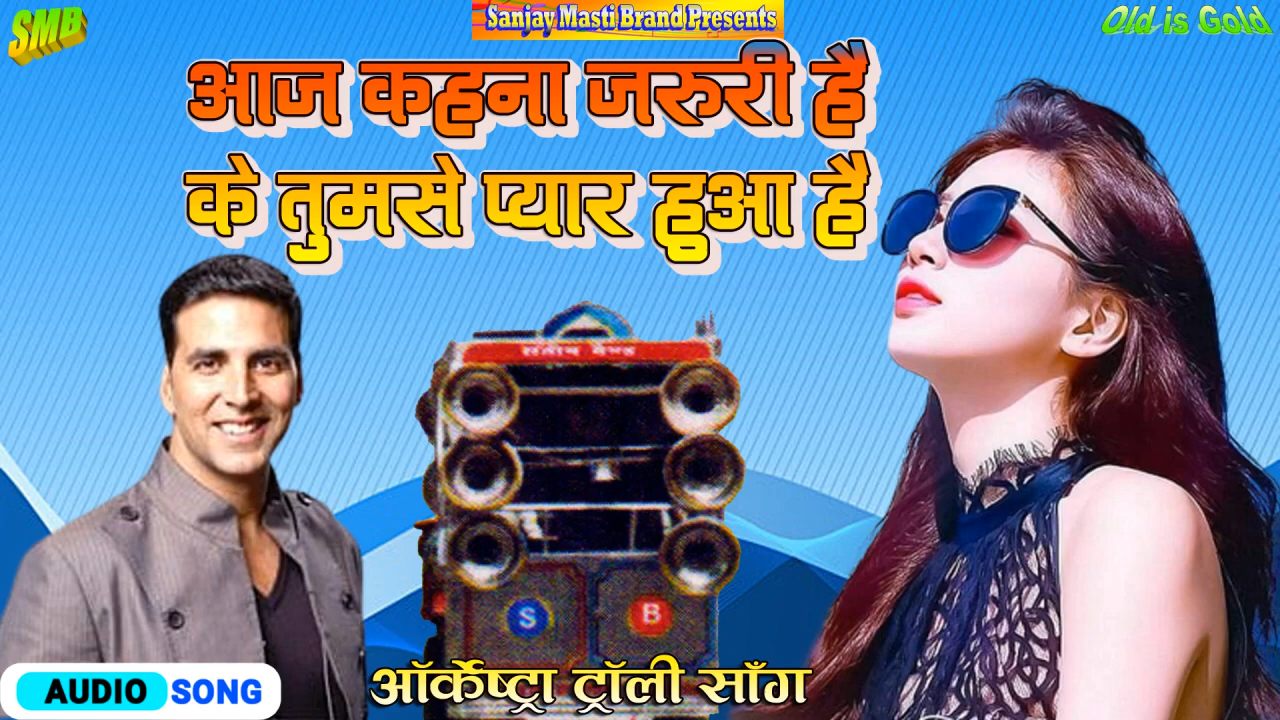 SMB
Sanjay Masti Brand Presents
Old is Gold
आज कहना जरुरी है
के तुमसे प्यार हुआ है
S
B
AUDIO SONG
ऑर्केष्ट्रा ट्रॉली साँग